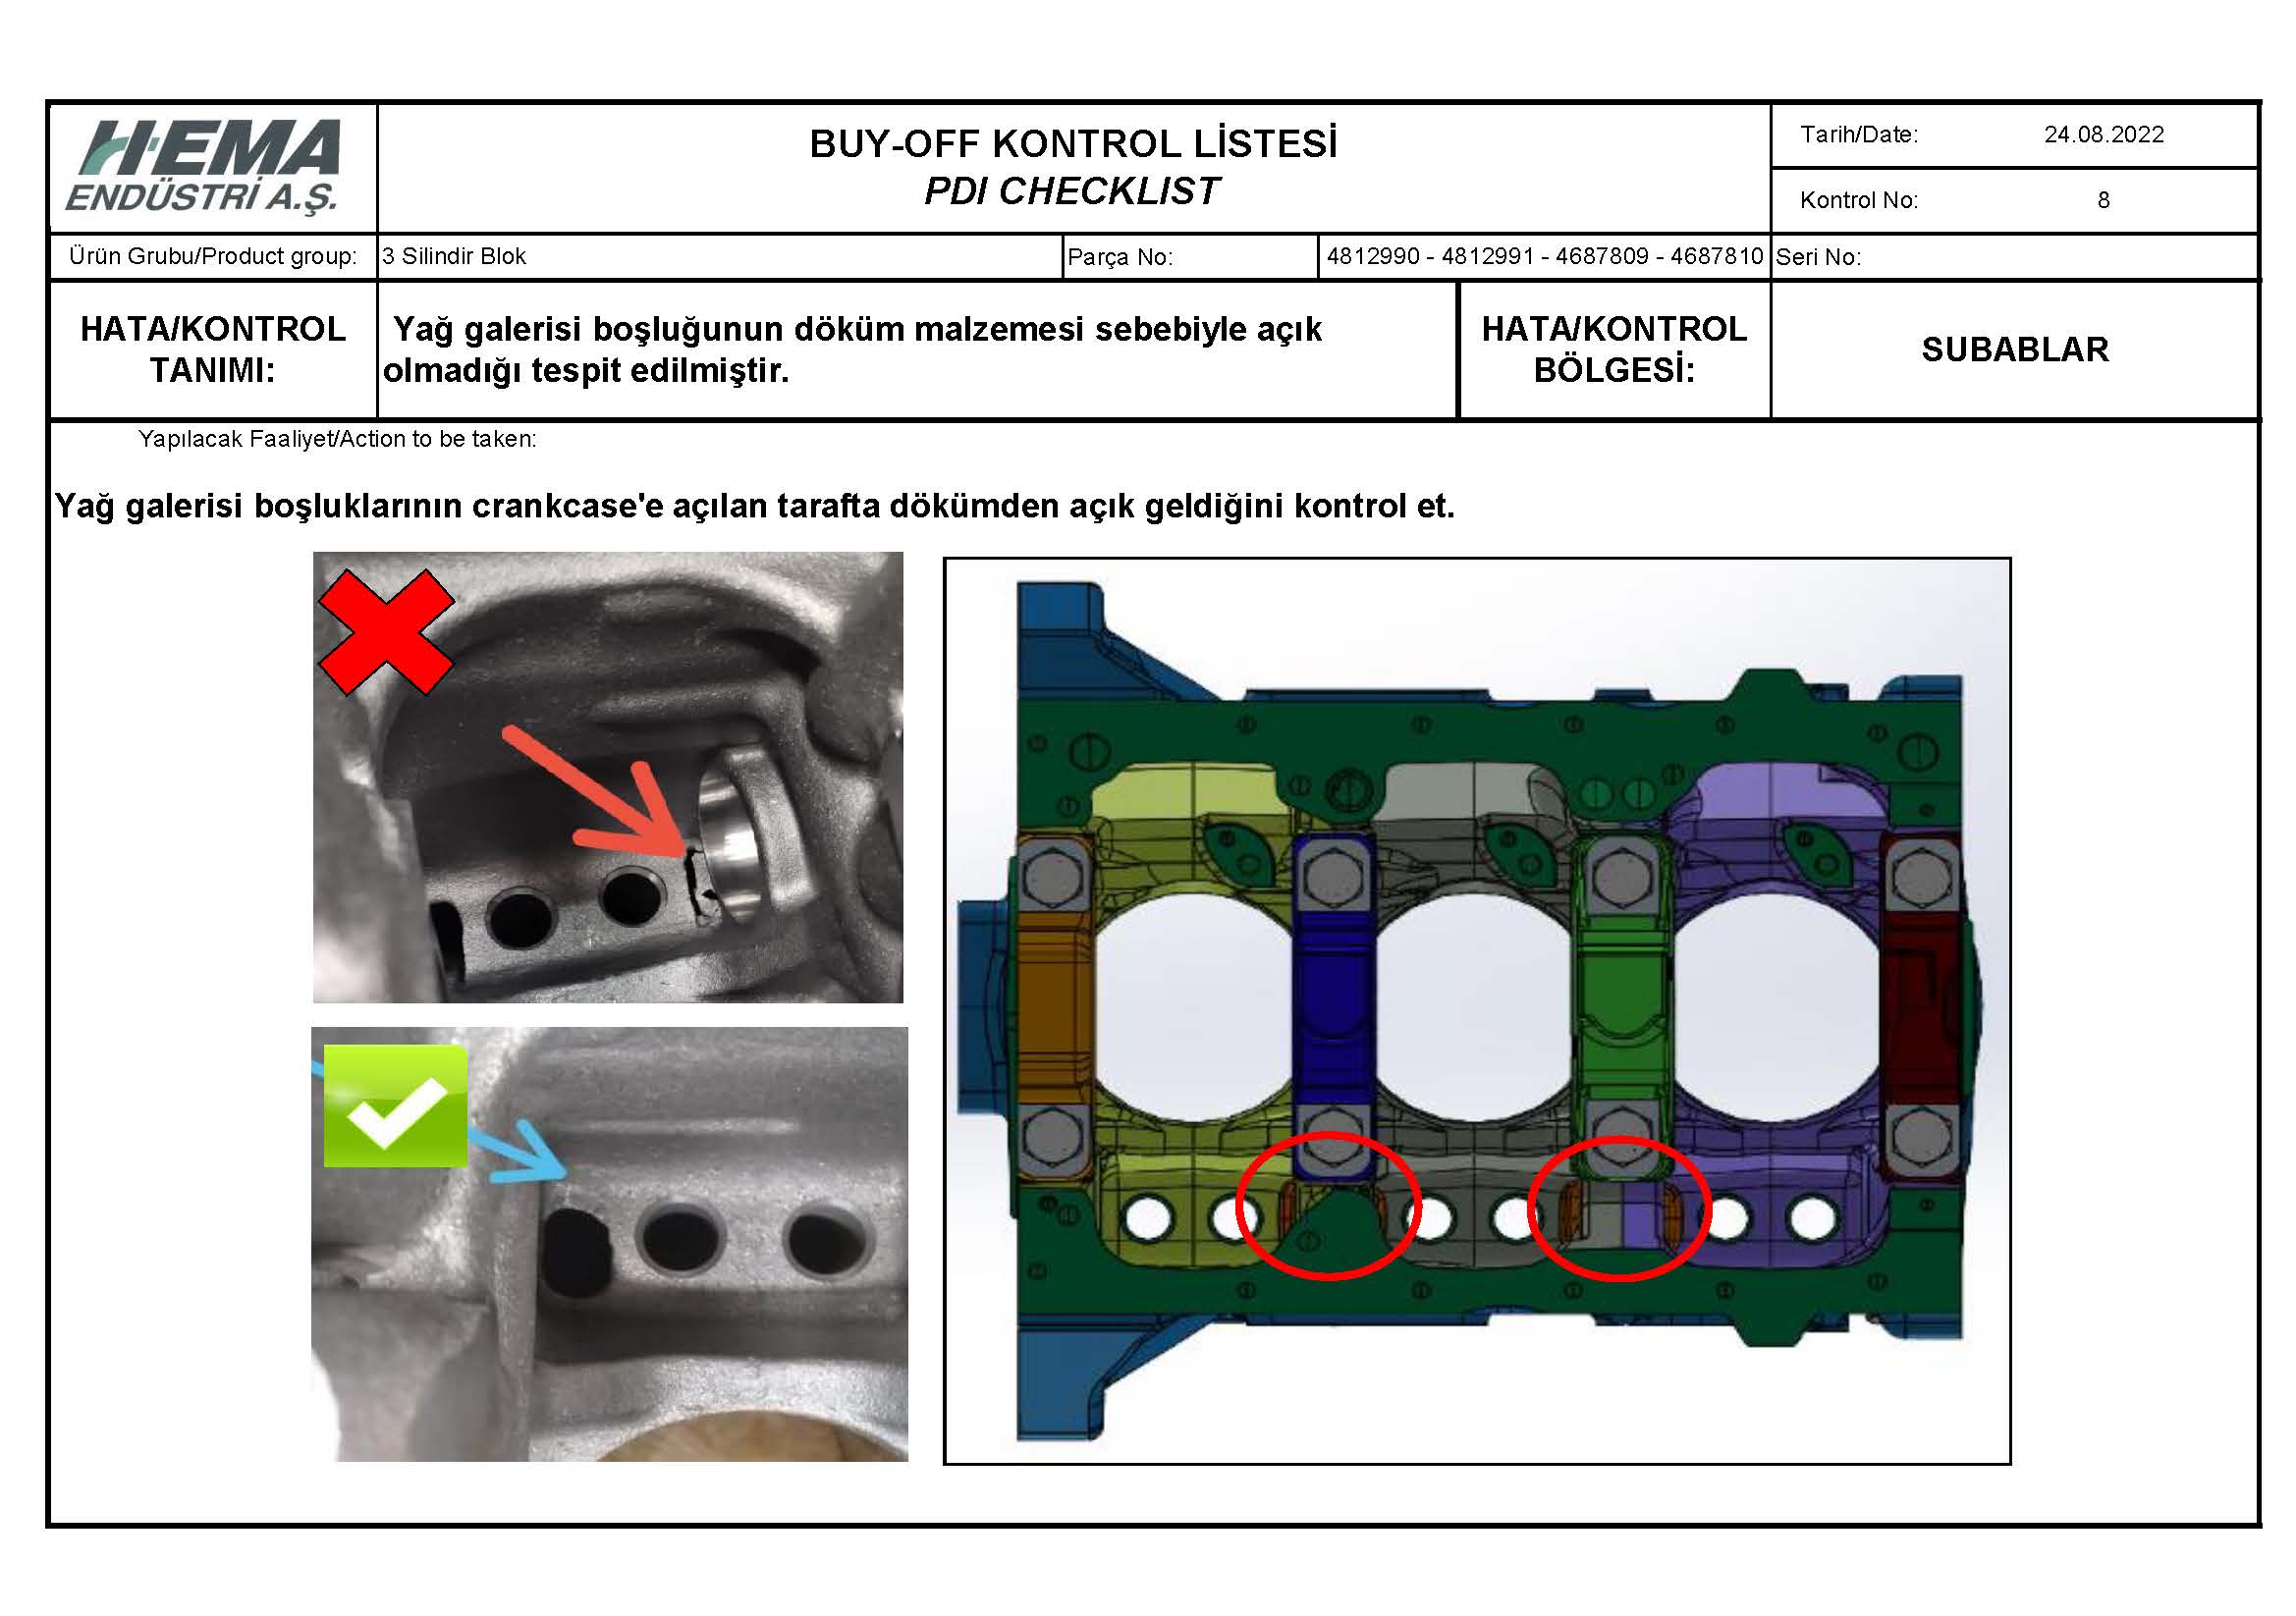 HEMA
ENDÜSTRİ A.Ş.
BUY-OFF KONTROL LİSTESİ
PDI CHECKLIST
Tarih/Date: 24.08.2022
Kontrol No: 8
Ürün Grubu/Product group: 3 Silindir Blok Parça No: 4812990 - 4812991 - 4687809 - 4687810 Seri No:
HATA/KONTROL
TANIMI:
Yağ galerisi boşluğunun döküm malzemesi sebebiyle açık
olmadığı tespit edilmiştir.
HATA/KONTROL
BÖLGESİ:
SUBABLAR
Yapılacak Faaliyet/Action to be taken:
Yağ galerisi boşluklarının crankcase'e açılan tarafta dökümden açık geldiğini kontrol et.